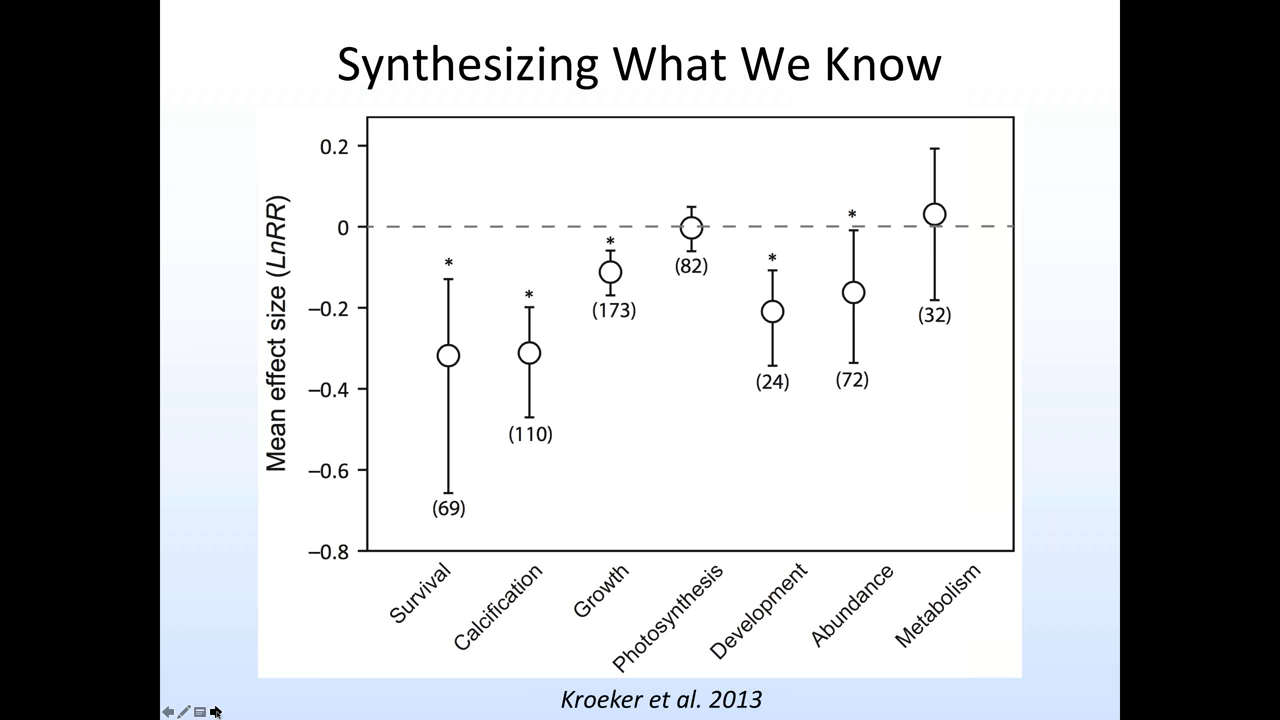 Synthesizing What We Know
Mean effect size (LnRR)
0.2
0
–0.2
–0.4
–0.6
–0.8
*
(69)
*
(110)
*
(173)
(82)
*
(24)
*
(72)
(32)
Survival
Calcification
Growth
Photosynthesis
Development
Abundance
Metabolism
Kroeker et al. 2013